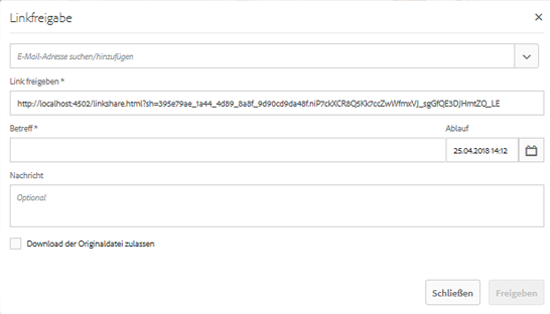 Linkfreigabe
E-Mail-Adresse suchen/hinzufügen
Link freigeben *
http://localhost:4502/linkshare.html?sh=395e79ae_1a44_4d89_8a8f_9d90cd9da48f.niP7ckXCR8Q5Kk7ccZwWfmxVJ_sgGfQE3DJHmtZQ_LE
Betreff *
Ablauf
25.04.2018 14:12
Nachricht
Optional
Download der Originaldatei zulassen
Schließen
Freigeben